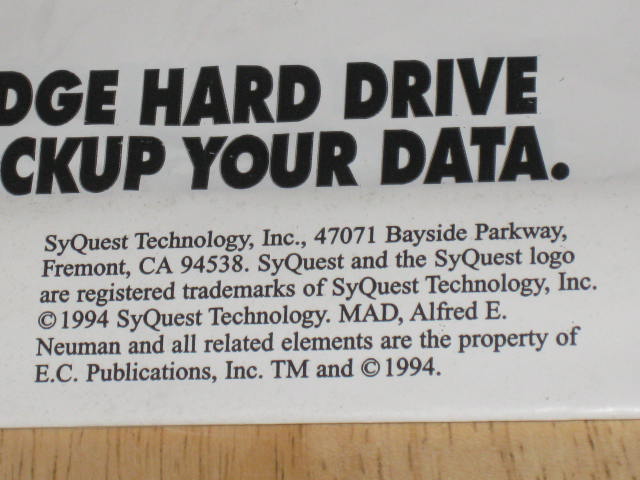 DGE HARD DRIVE
CKUP YOUR DATA.
SyQuest Technology, Inc., 47071 Bayside Parkway,
Fremont, CA 94538. SyQuest and the SyQuest logo
are registered trademarks of SyQuest Technology, Inc.
©1994 SyQuest Technology. MAD, Alfred E.
Neuman and all related elements are the property of
E.C. Publications, Inc. TM and ©1994.